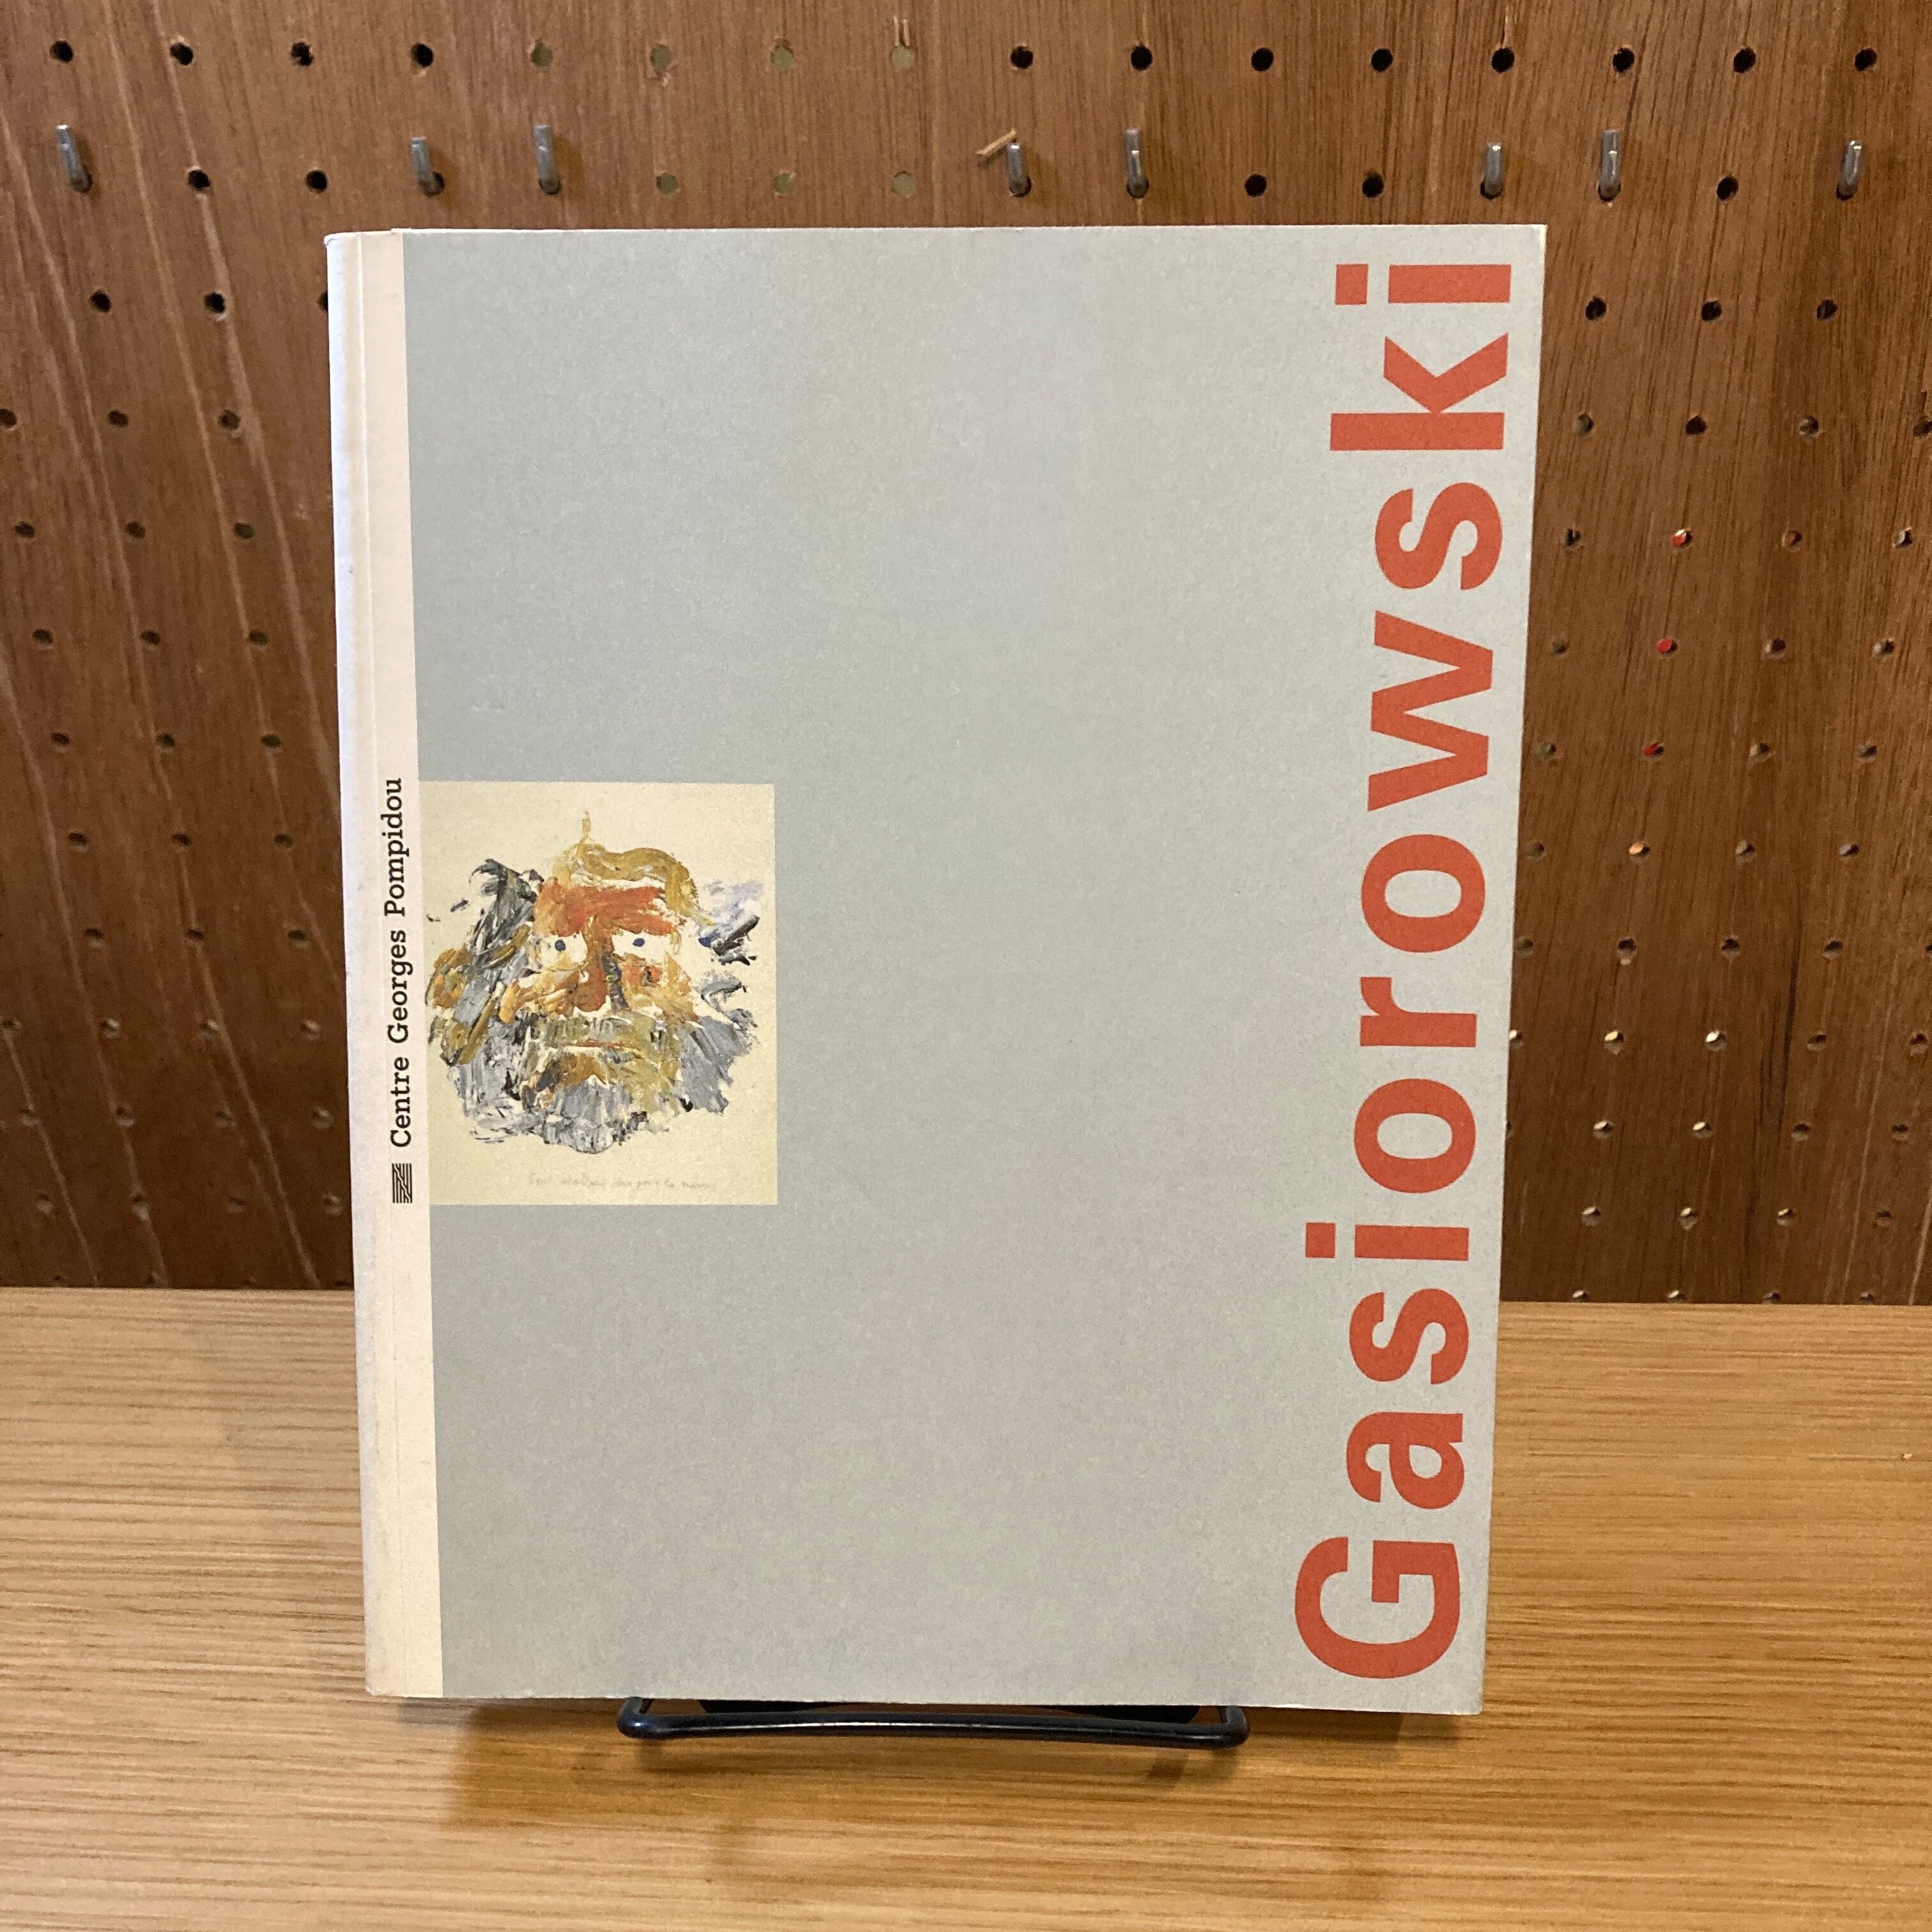 Centre Georges Pompidou
Gasiorowski